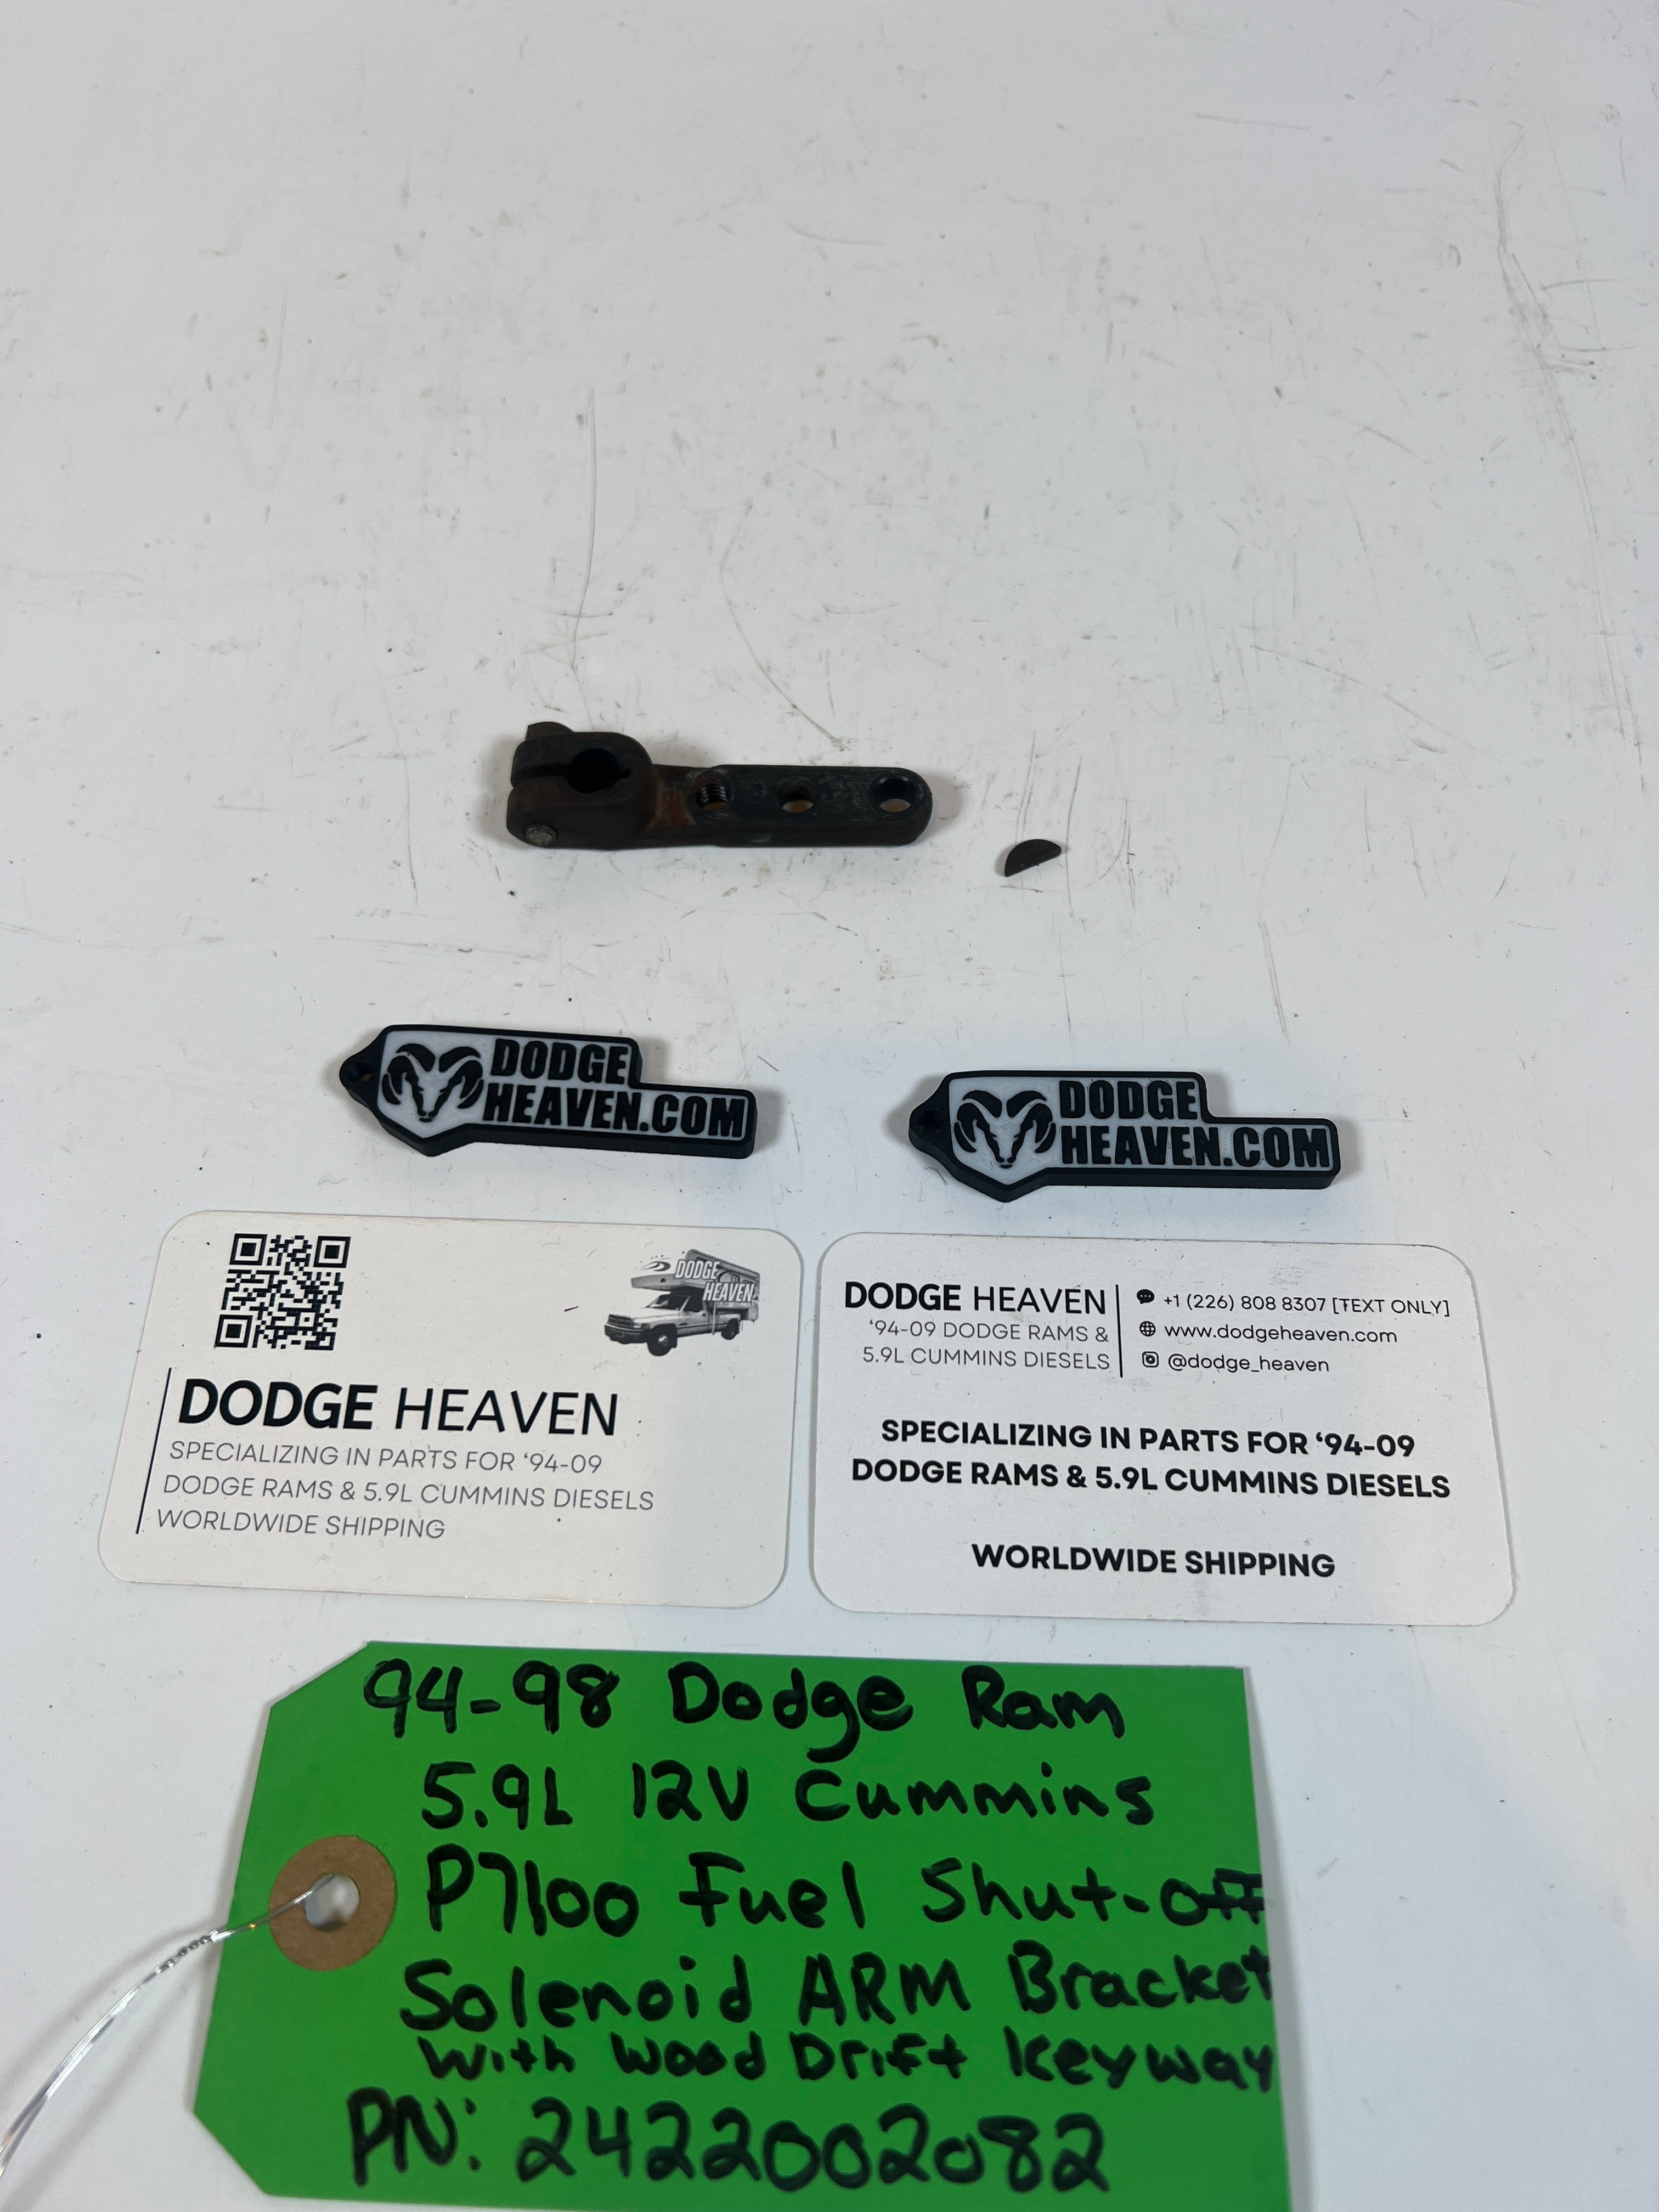 DODGE
HEAVEN.COM
DODGE
HEAVEN.COM
DODGE
HEAVEN
DODGE HEAVEN
SPECIALIZING IN PARTS FOR ‘94-09
DODGE RAMS & 5.9L CUMMINS DIESELS
WORLDWIDE SHIPPING
DODGE HEAVEN
‘94-09 DODGE RAMS &
5.9L CUMMINS DIESELS
+1 (226) 808 8307 [TEXT ONLY]
www.dodgeheaven.com
@dodge_heaven
SPECIALIZING IN PARTS FOR ‘94-09
DODGE RAMS & 5.9L CUMMINS DIESELS
WORLDWIDE SHIPPING
94-98 Dodge Ram
5.9L 12V Cummins
P7100 Fuel Shut-off
Solenoid ARM Bracket
With Wood Drift Keyway
PN: 2422002082